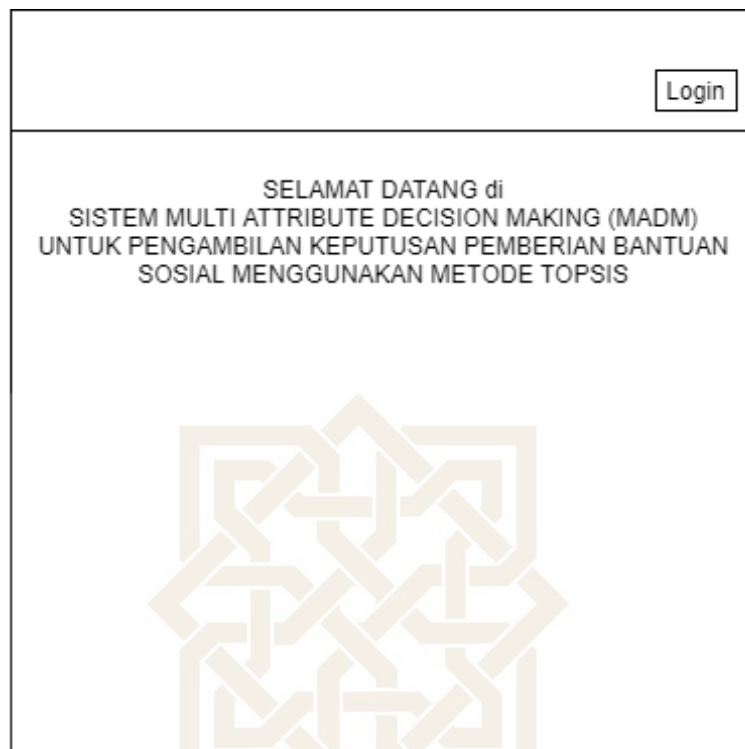 Login
SELAMAT DATANG di
SISTEM MULTI ATTRIBUTE DECISION MAKING (MADM)
UNTUK PENGAMBILAN KEPUTUSAN PEMBERIAN BANTUAN
SOSIAL MENGGUNAKAN METODE TOPSIS